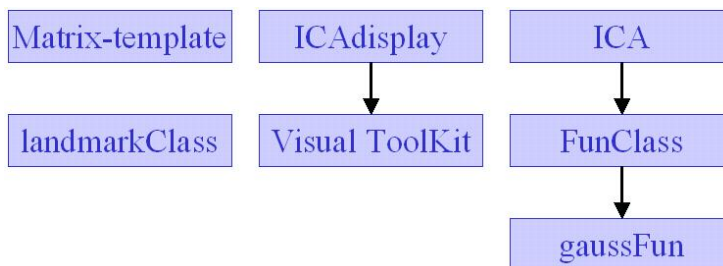 Matrix-template
ICAdisplay
ICA
landmarkClass
Visual ToolKit
FunClass
gaussFun